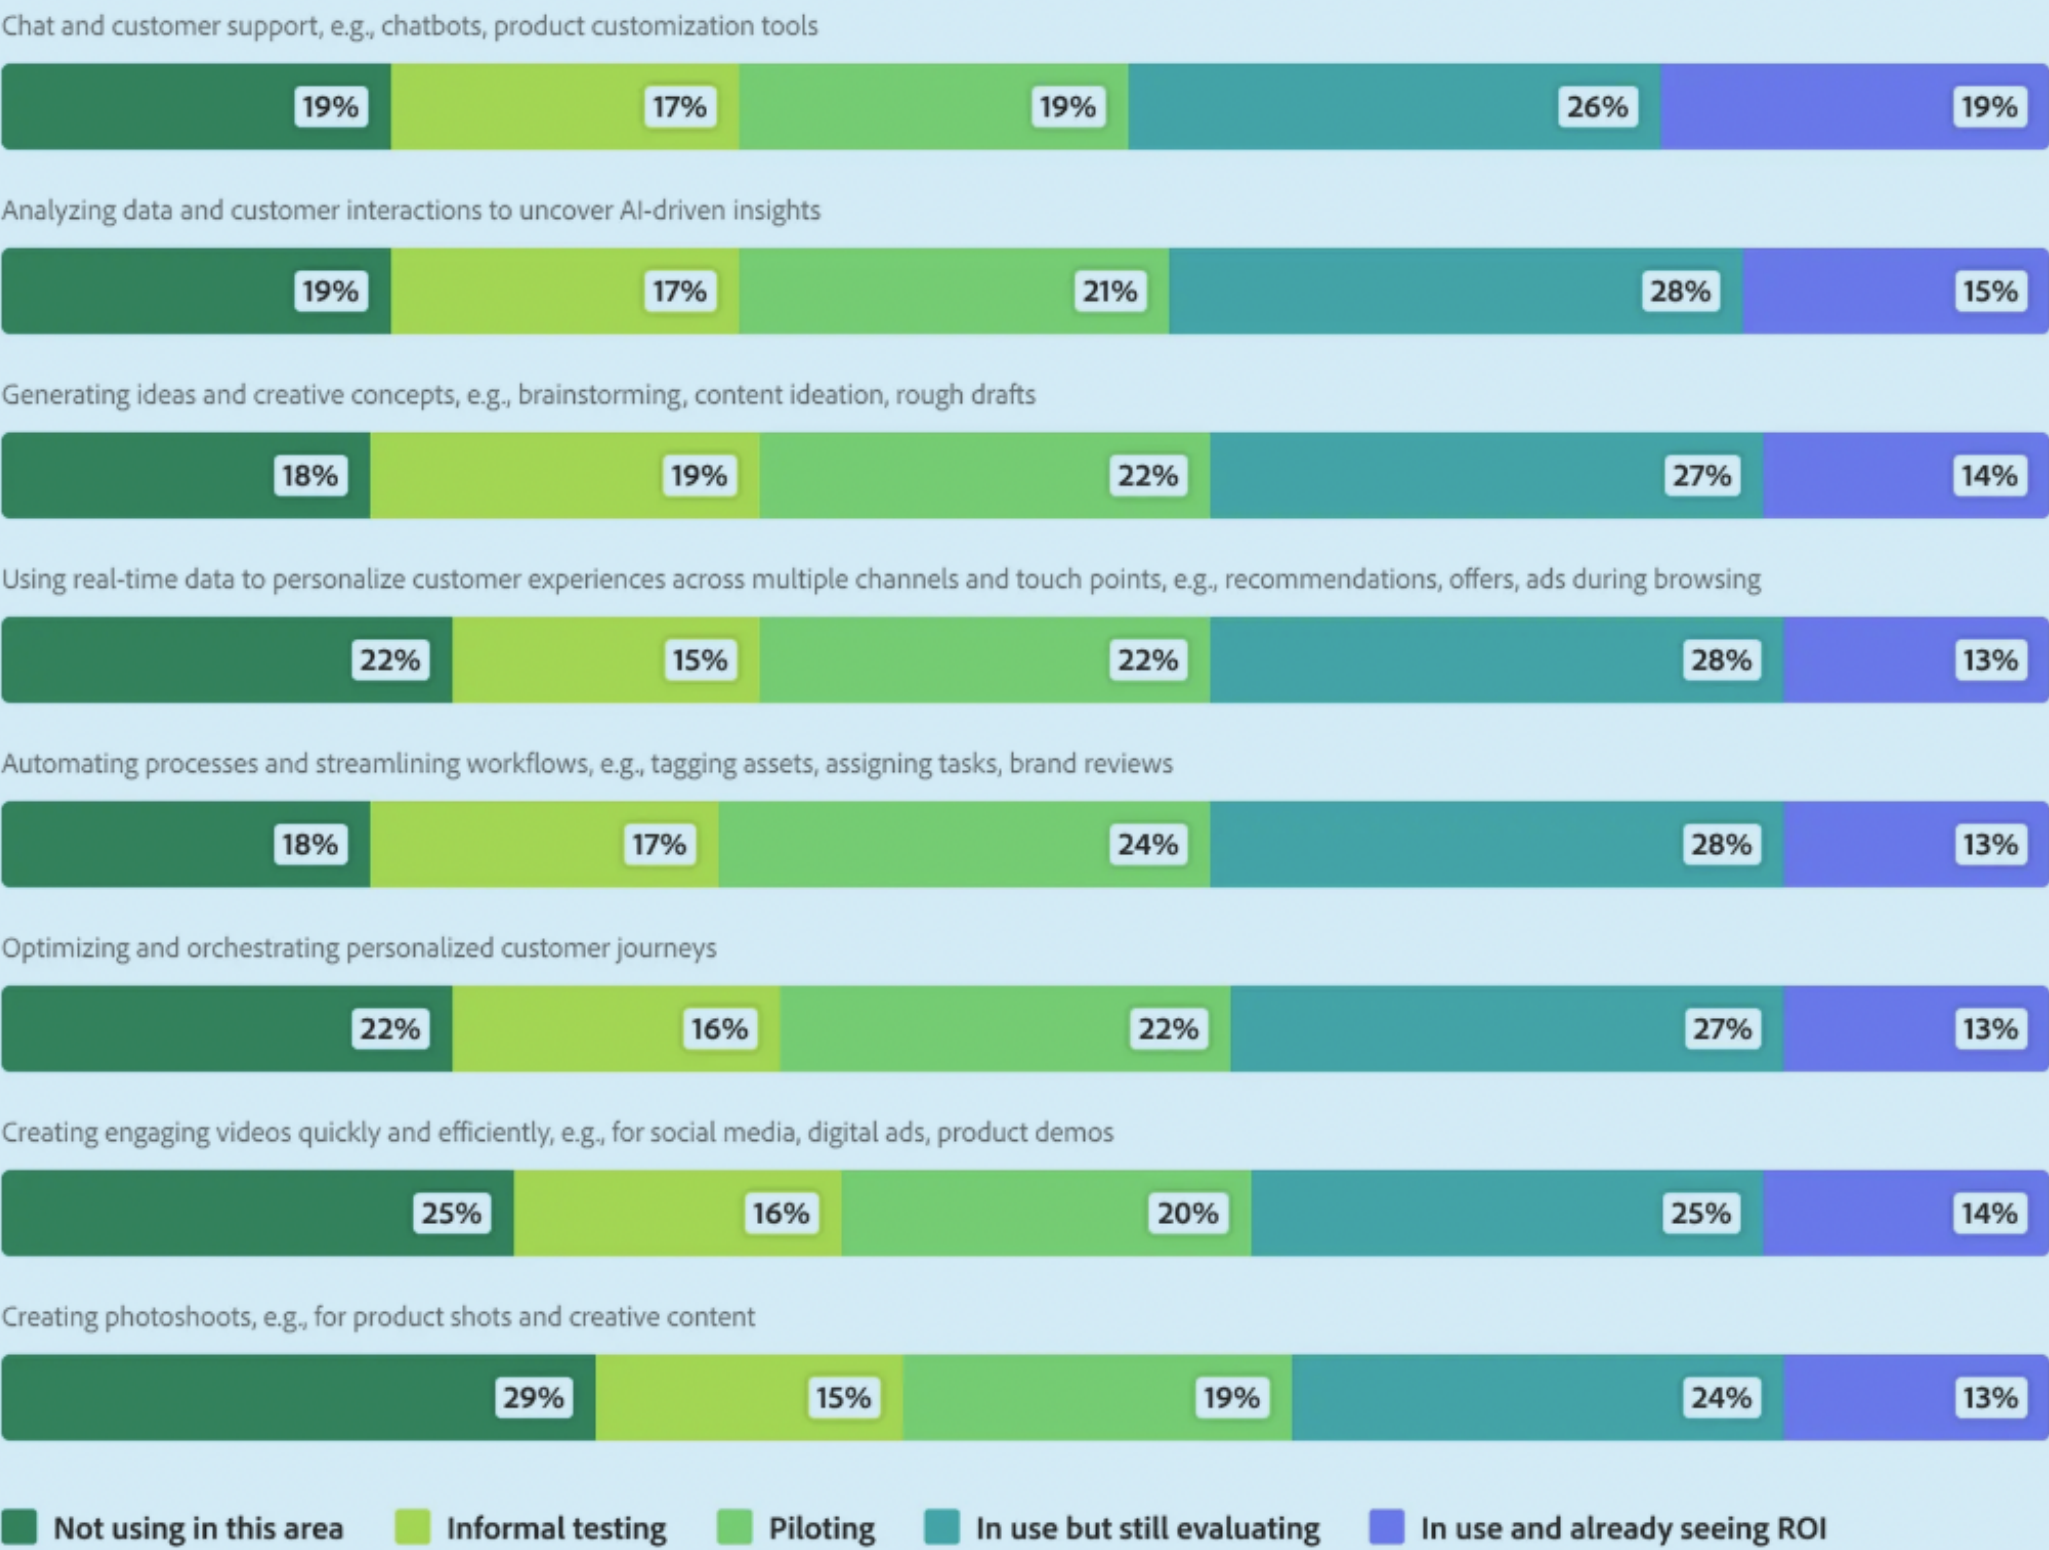 Chat and customer support, e.g., chatbots, product customization tools
19% 17% 19% 26% 19%
Analyzing data and customer interactions to uncover AI-driven insights
19% 17% 21% 28% 15%
Generating ideas and creative concepts, e.g., brainstorming, content ideation, rough drafts
18% 19% 22% 27% 14%
Using real-time data to personalize customer experiences across multiple channels and touch points, e.g., recommendations, offers, ads during browsing
22% 15% 22% 28% 13%
Automating processes and streamlining workflows, e.g., tagging assets, assigning tasks, brand reviews
18% 17% 24% 28% 13%
Optimizing and orchestrating personalized customer journeys
22% 16% 22% 27% 13%
Creating engaging videos quickly and efficiently, e.g., for social media, digital ads, product demos
25% 16% 20% 25% 14%
Creating photoshoots, e.g., for product shots and creative content
29% 15% 19% 24% 13%
Not using in this area Informal testing Piloting In use but still evaluating In use and already seeing ROI